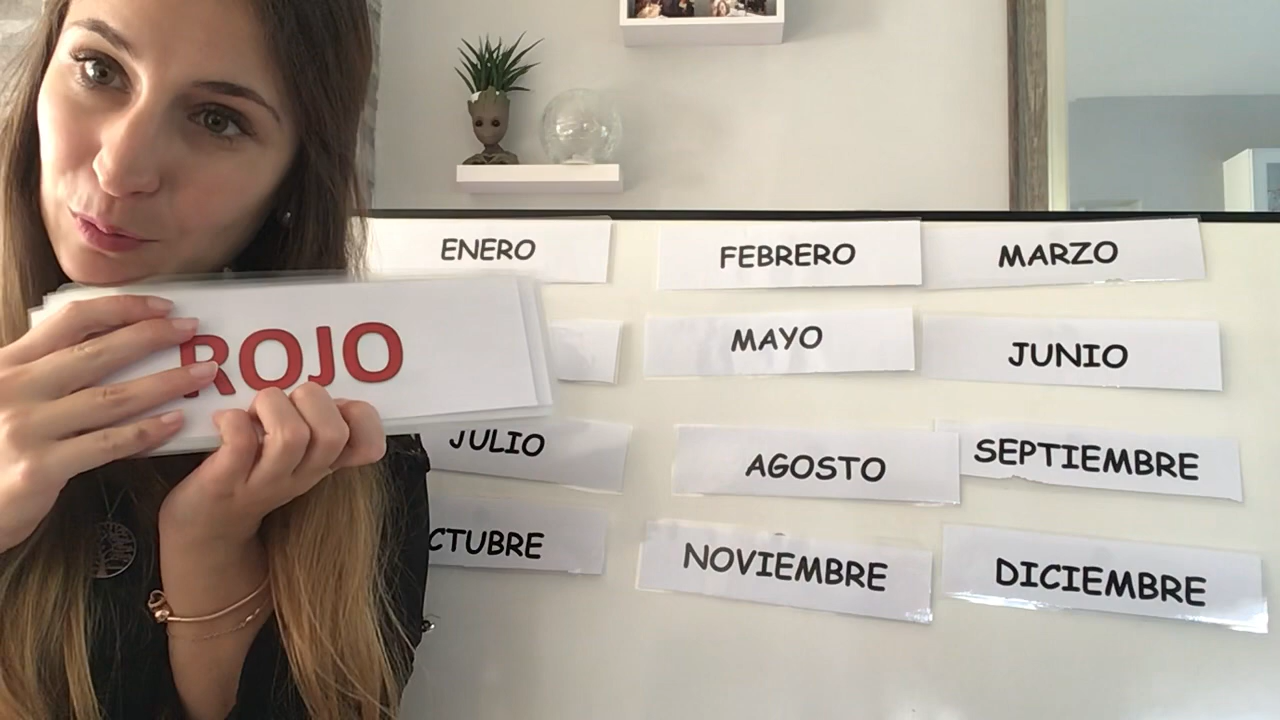 ENERO
FEBRERO
MARZO
ROJO
MAYO
JUNIO
JULIO
AGOSTO
SEPTIEMBRE
CTUBRE
NOVIEMBRE
DICIEMBRE